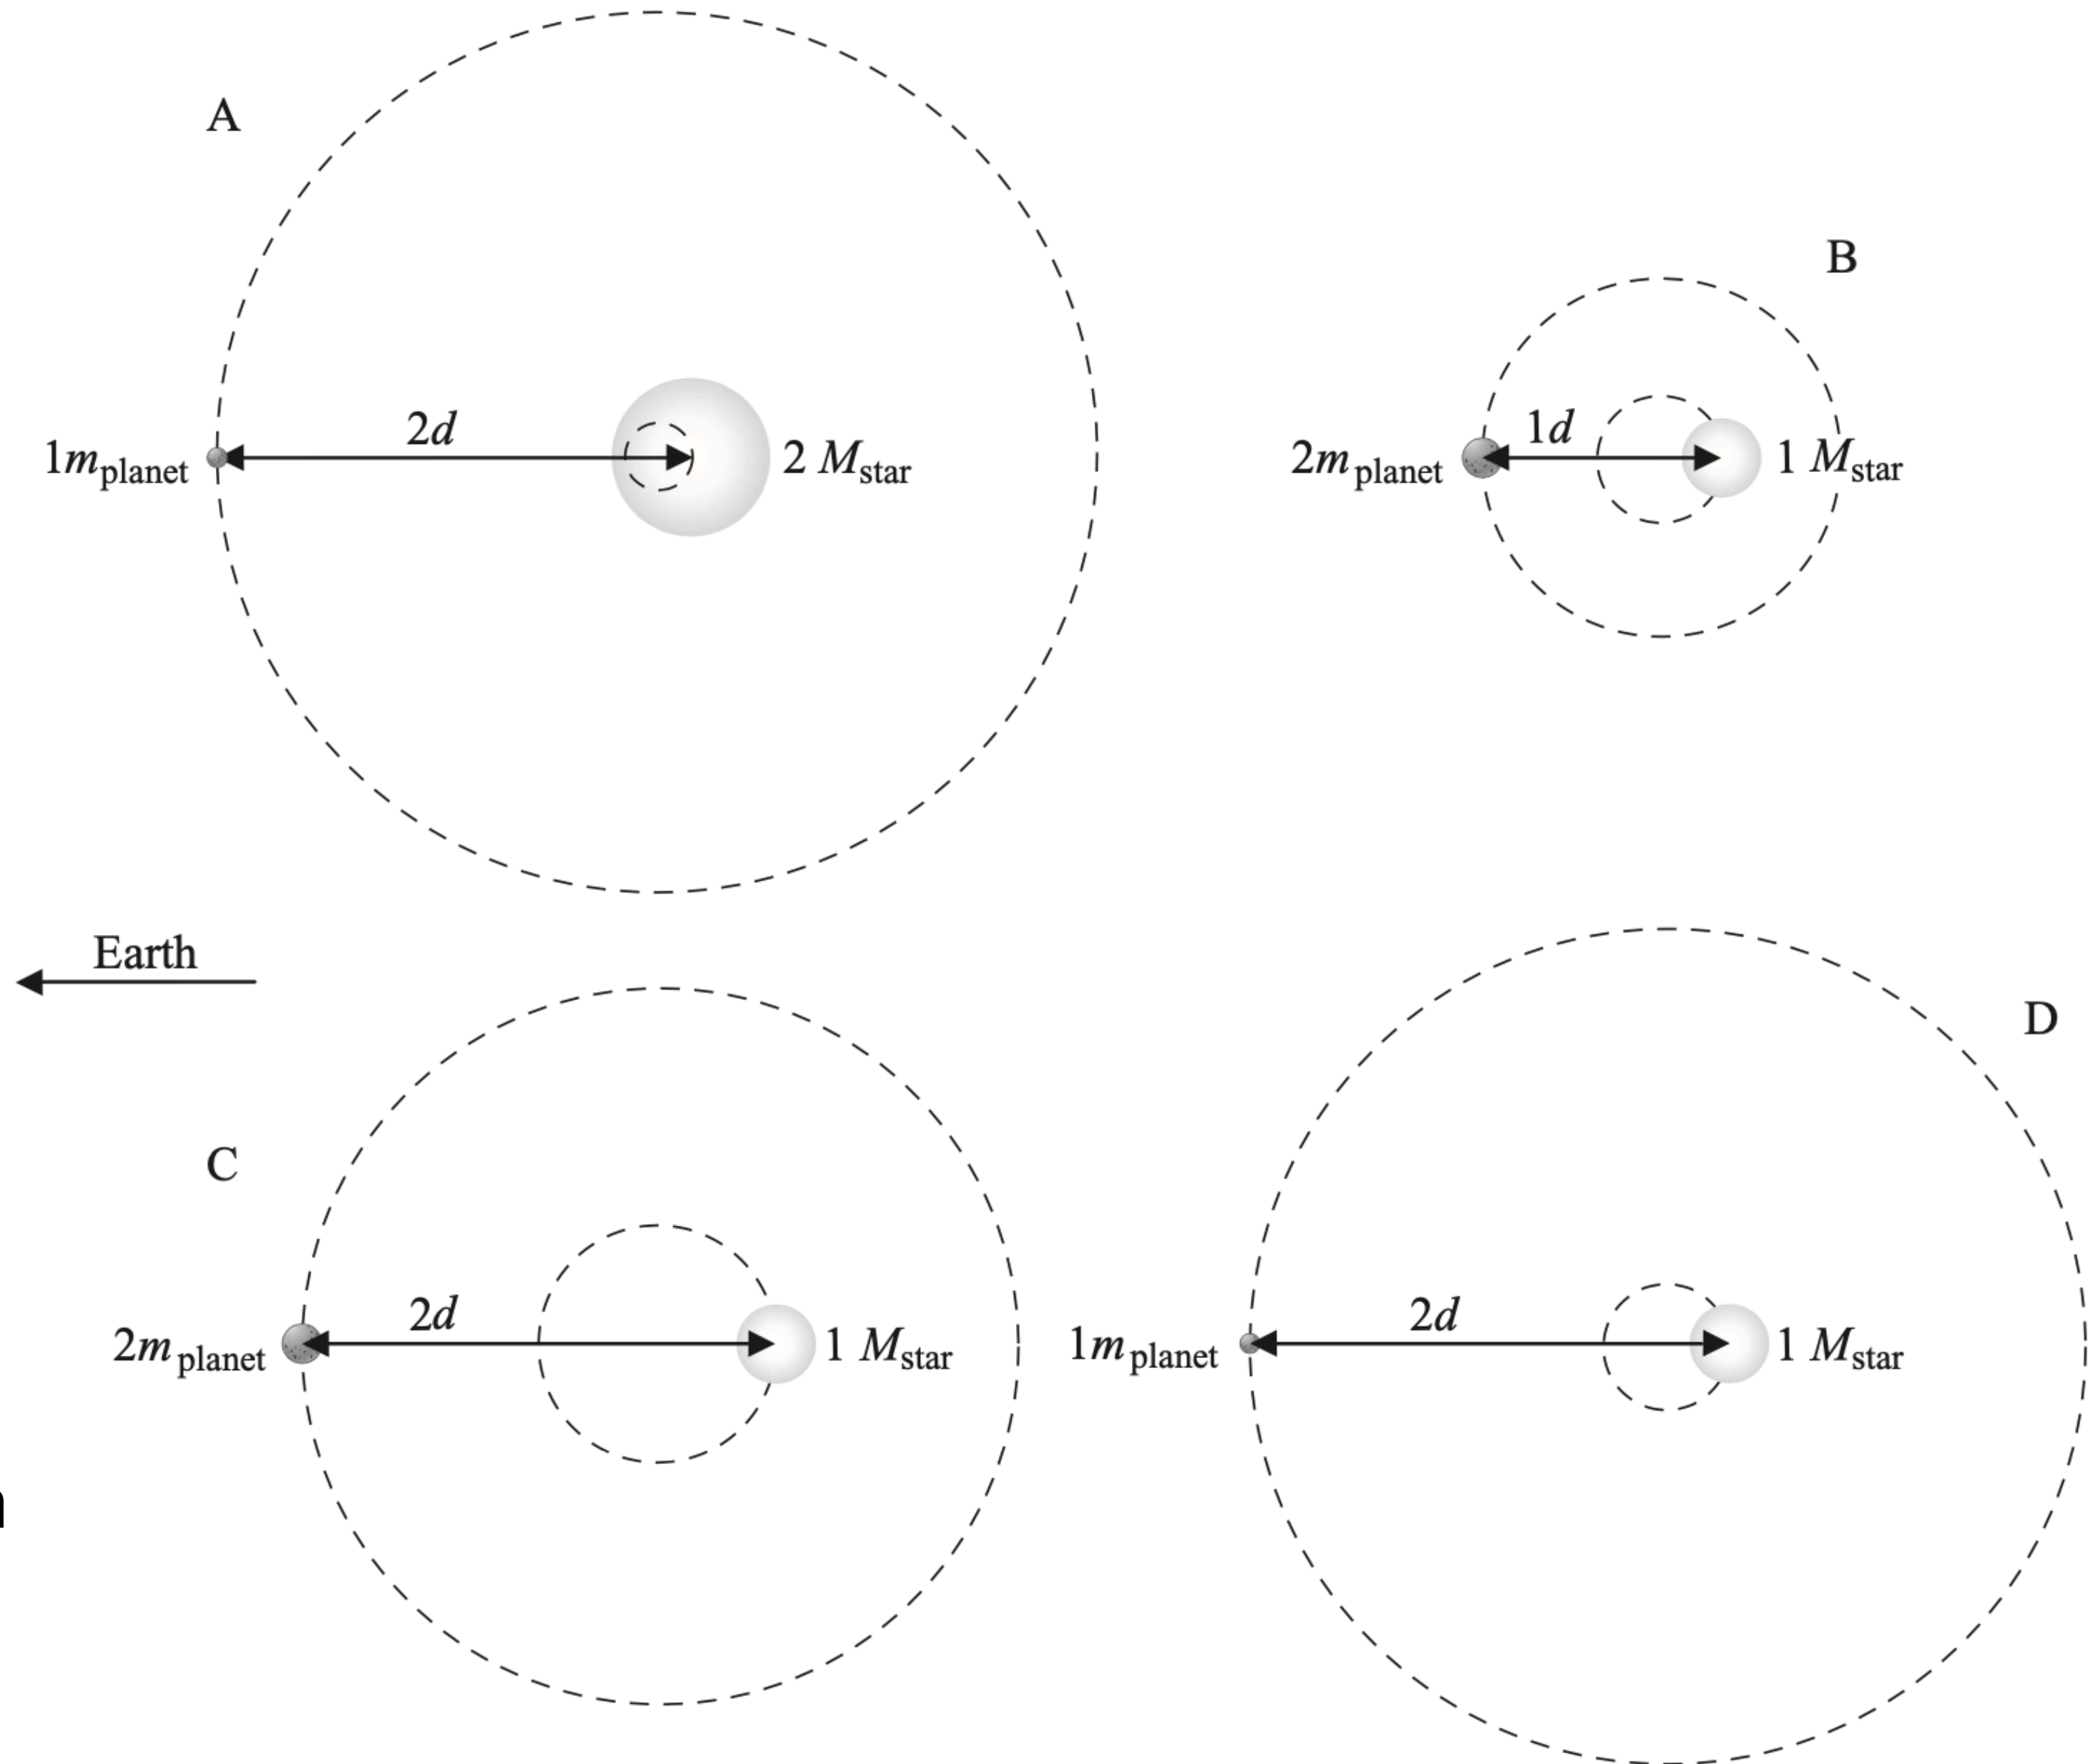 A
2d
1m planet
2 M star
B
1d
2m planet
1 M star
Earth
C
2d
2m planet
1 M star
D
2d
1m planet
1 M star